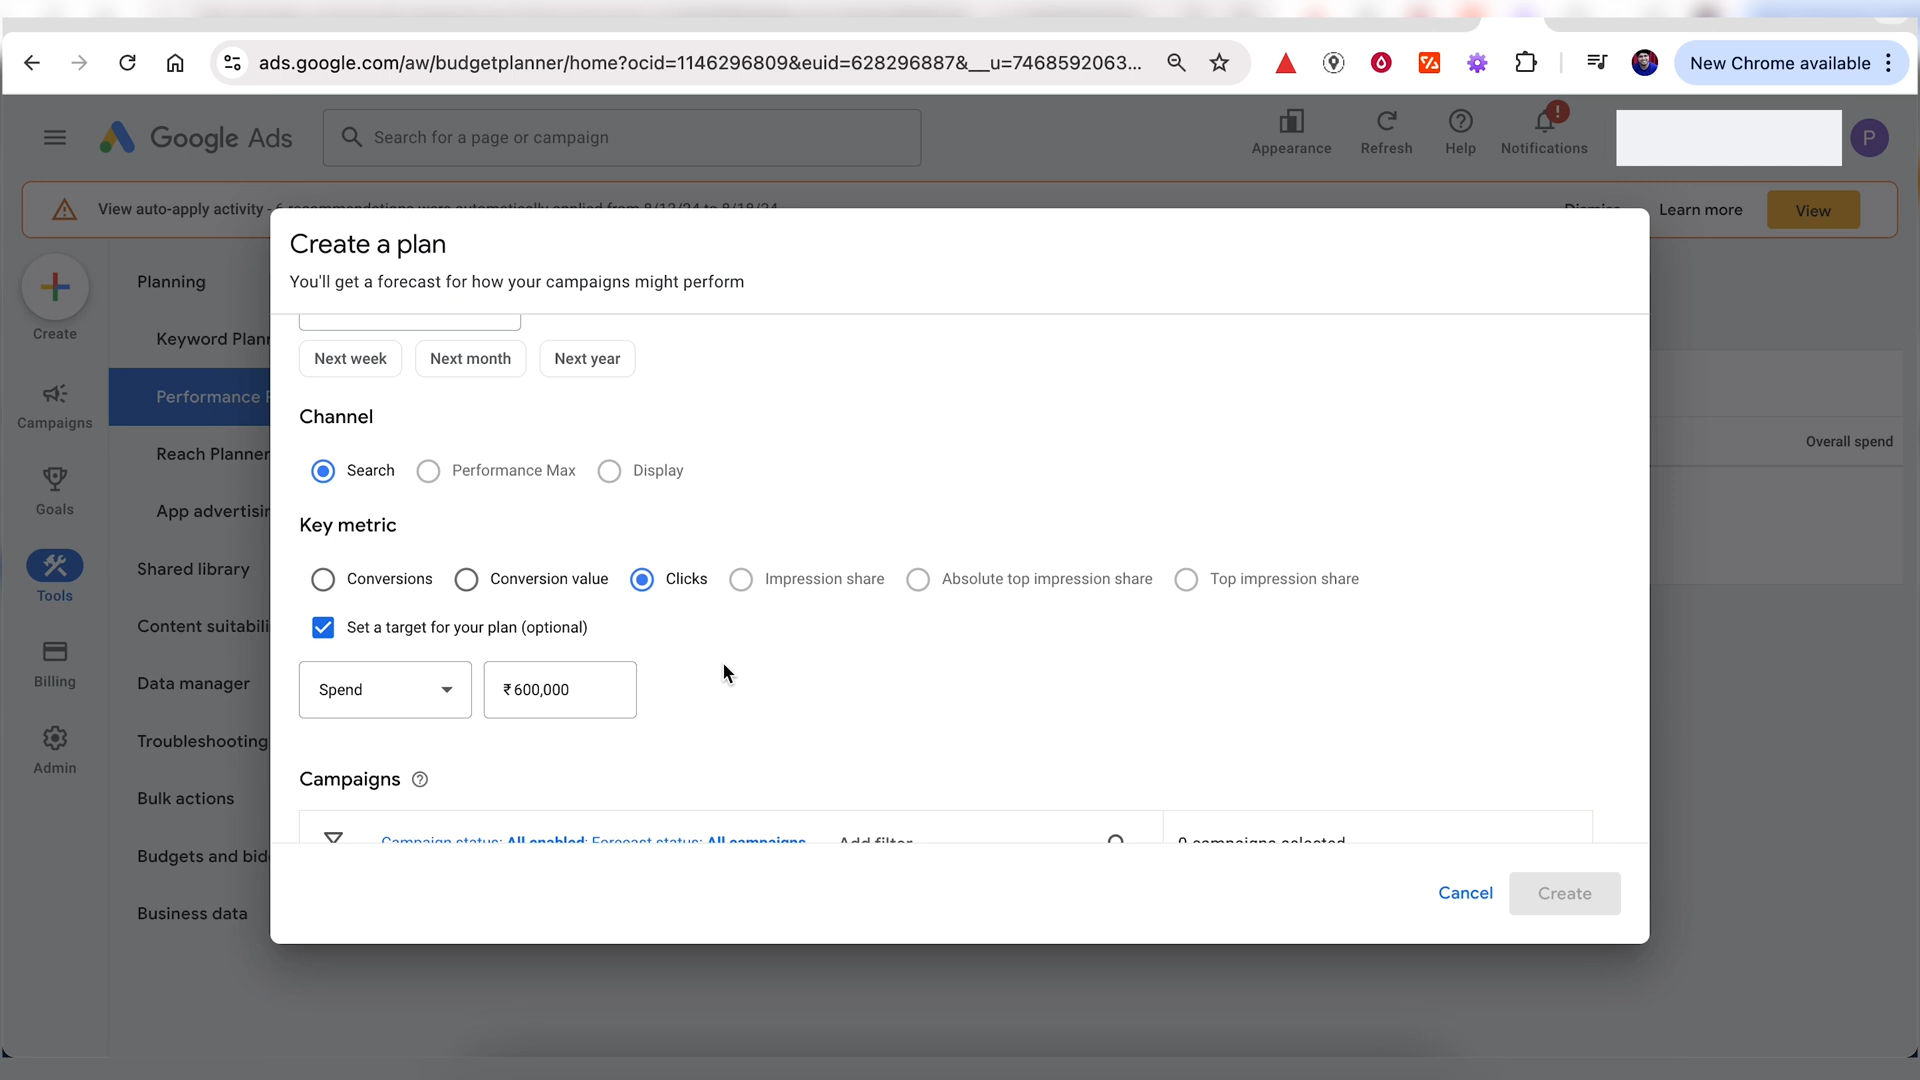 ads.google.com/aw/budgetplanner/home?ocid=1146296809&euid=628296887&__u=7468592063...
New Chrome available
Google Ads
Search for a page or campaign
Appearance
Refresh
Help
Notifications
P
View auto-apply activity - 6 recommendations were automatically applied from 8/12/24 to 8/18/24
Dismiss
Learn more
View
Create
Campaigns
Goals
Tools
Billing
Admin
Planning
Keyword Plan
Performance
Reach Planner
App advertisi
Shared library
Content suitabili
Data manager
Troubleshooting
Bulk actions
Budgets and bid
Business data
Overall spend
Create a plan
You'll get a forecast for how your campaigns might perform
Next week Next month Next year
Channel
Search Performance Max Display
Key metric
Conversions Conversion value Clicks Impression share Absolute top impression share Top impression share
Set a target for your plan (optional)
Spend ₹600,000
Campaigns
Campaign status: All enabled; Forecast status: All campaigns Add filter 0 campaigns selected
Cancel Create